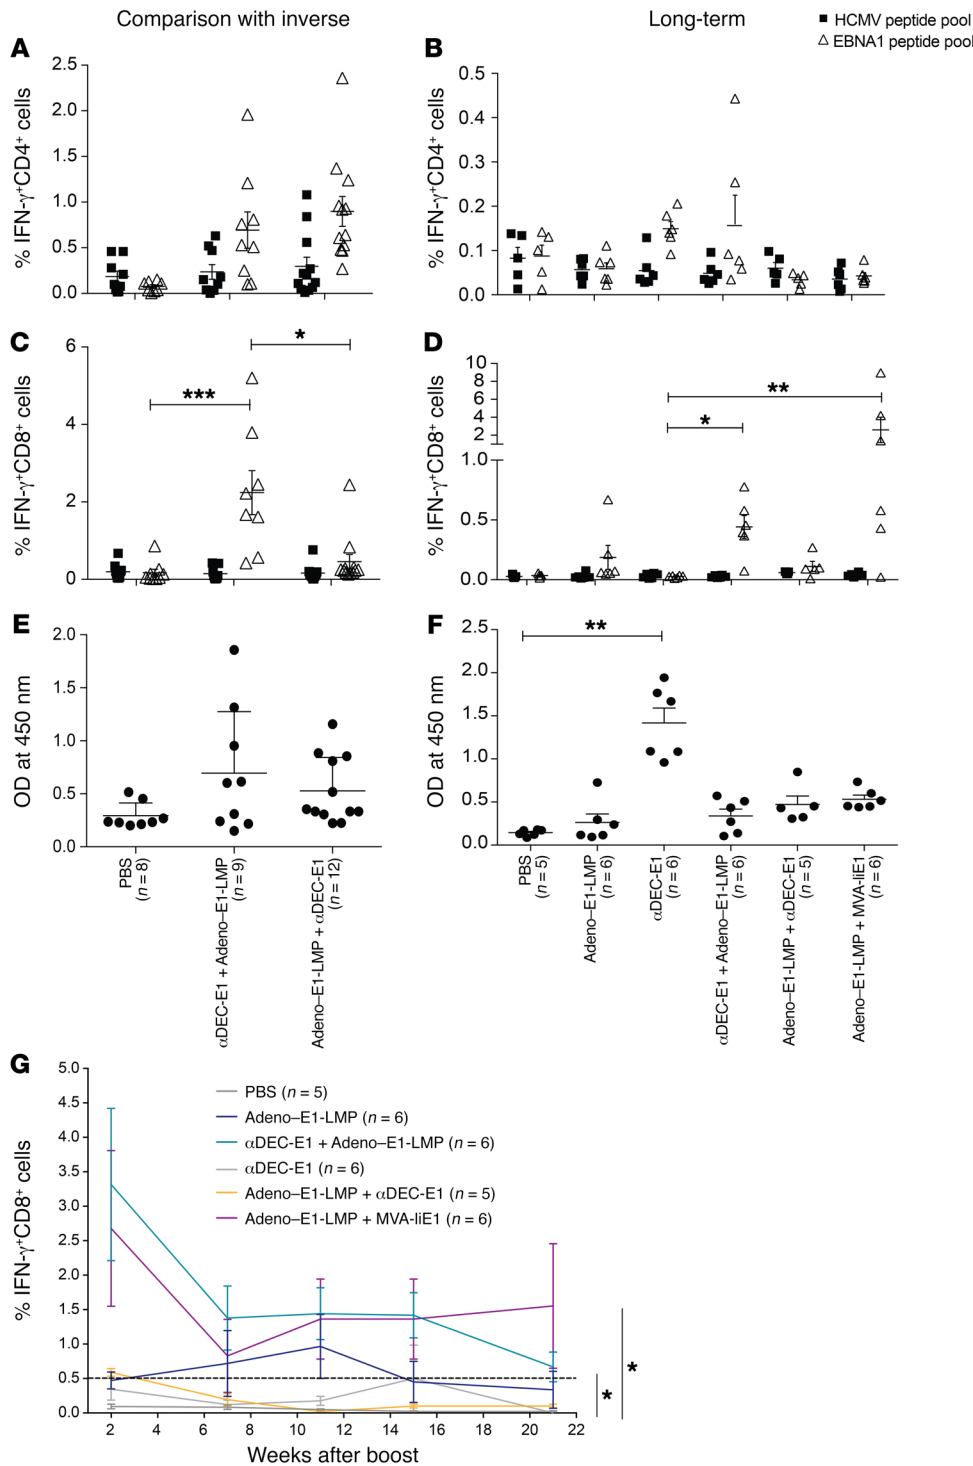 Comparison with inverse
Long-term
■ HCMV peptide pool
△ EBNA1 peptide pool
A
% IFN-γ⁺CD4⁺ cells
2.5
2.0
1.5
1.0
0.5
0.0
B
% IFN-γ⁺CD4⁺ cells
0.5
0.4
0.3
0.2
0.1
0.0
C
% IFN-γ⁺CD8⁺ cells
6
4
2
0
***
*
D
% IFN-γ⁺CD8⁺ cells
10
8
6
4
2
1.0
0.5
0.0
**
*
E
OD at 450 nm
2.0
1.5
1.0
0.5
0.0
PBS
(n = 8)
αDEC-E1 + Adeno–E1-LMP
(n = 9)
Adeno–E1-LMP + αDEC-E1
(n = 12)
F
OD at 450 nm
2.5
2.0
1.5
1.0
0.5
0.0
**
PBS
(n = 5)
Adeno–E1-LMP
(n = 6)
αDEC-E1
(n = 6)
αDEC-E1 + Adeno–E1-LMP
(n = 6)
Adeno–E1-LMP + αDEC-E1
(n = 5)
Adeno–E1-LMP + MVA-IiE1
(n = 6)
G
% IFN-γ⁺CD8⁺ cells
5.0
4.5
4.0
3.5
3.0
2.5
2.0
1.5
1.0
0.5
0.0
PBS (n = 5)
Adeno–E1-LMP (n = 6)
αDEC-E1 + Adeno–E1-LMP (n = 6)
αDEC-E1 (n = 6)
Adeno–E1-LMP + αDEC-E1 (n = 5)
Adeno–E1-LMP + MVA-IiE1 (n = 6)
*
*
2 4 6 8 10 12 14 16 18 20 22
Weeks after boost